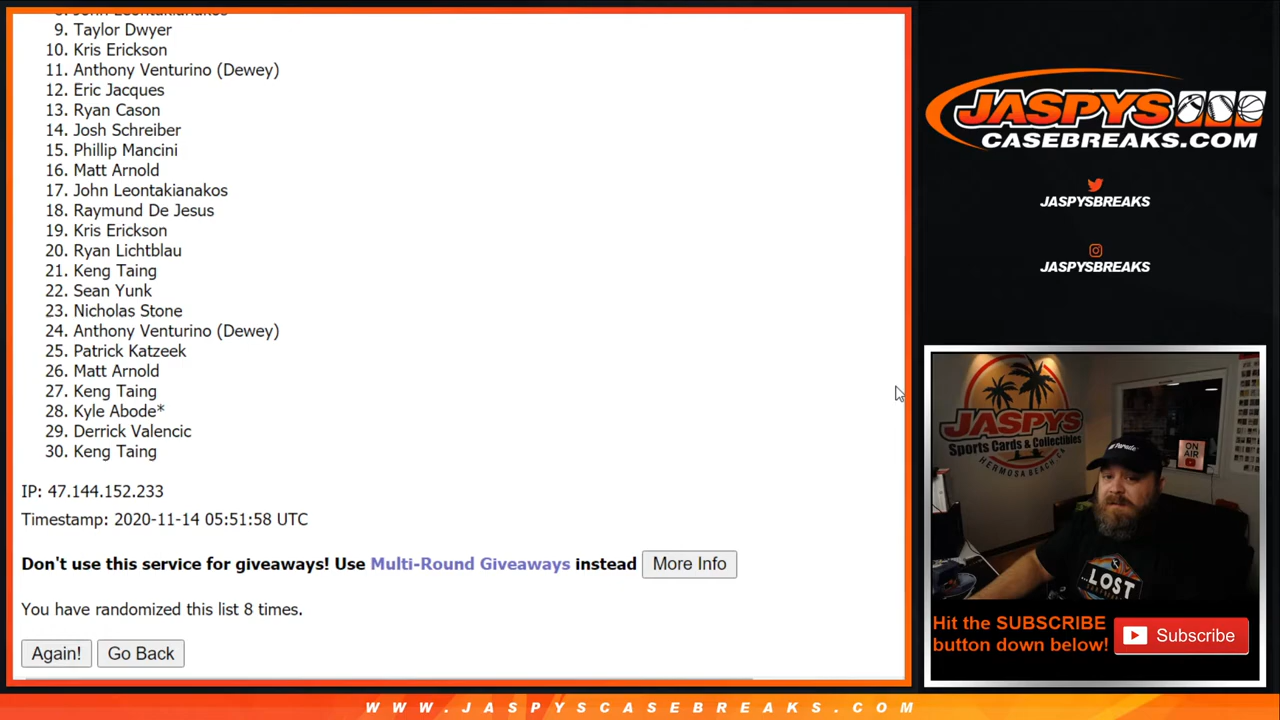 8. John Leontakianakos
9. Taylor Dwyer
10. Kris Erickson
11. Anthony Venturino (Dewey)
12. Eric Jacques
13. Ryan Cason
14. Josh Schreiber
15. Phillip Mancini
16. Matt Arnold
17. John Leontakianakos
18. Raymund De Jesus
19. Kris Erickson
20. Ryan Lichtblau
21. Keng Taing
22. Sean Yunk
23. Nicholas Stone
24. Anthony Venturino (Dewey)
25. Patrick Katzeek
26. Matt Arnold
27. Keng Taing
28. Kyle Abode*
29. Derrick Valencic
30. Keng Taing
IP: 47.144.152.233
Timestamp: 2020-11-14 05:51:58 UTC
Don't use this service for giveaways! Use Multi-Round Giveaways instead More Info
You have randomized this list 8 times.
Again! Go Back
JASPYS
CASEBREAKS.COM
JASPYSBREAKS
JASPYSBREAKS
JASPYS
Sports Cards & Collectibles
HERMOSA BEACH, CA
ON
AIR
...LOST
Hit the SUBSCRIBE
button down below!
Subscribe
WWW.JASPYSCASEBREAKS.COM